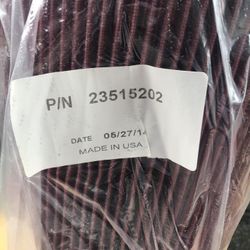 P/N 23515202
DATE 05/27/14
MADE IN USA